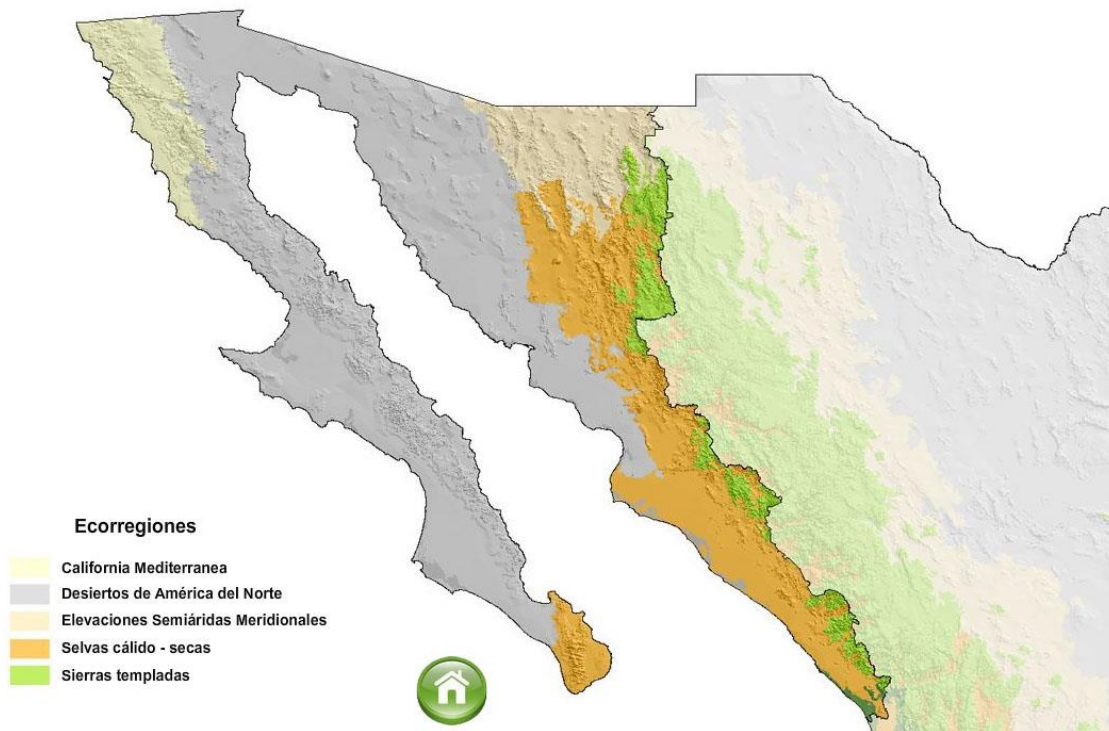 Ecorregiones
California Mediterranea
Desiertos de América del Norte
Elevaciones Semiáridas Meridionales
Selvas cálido - secas
Sierras templadas